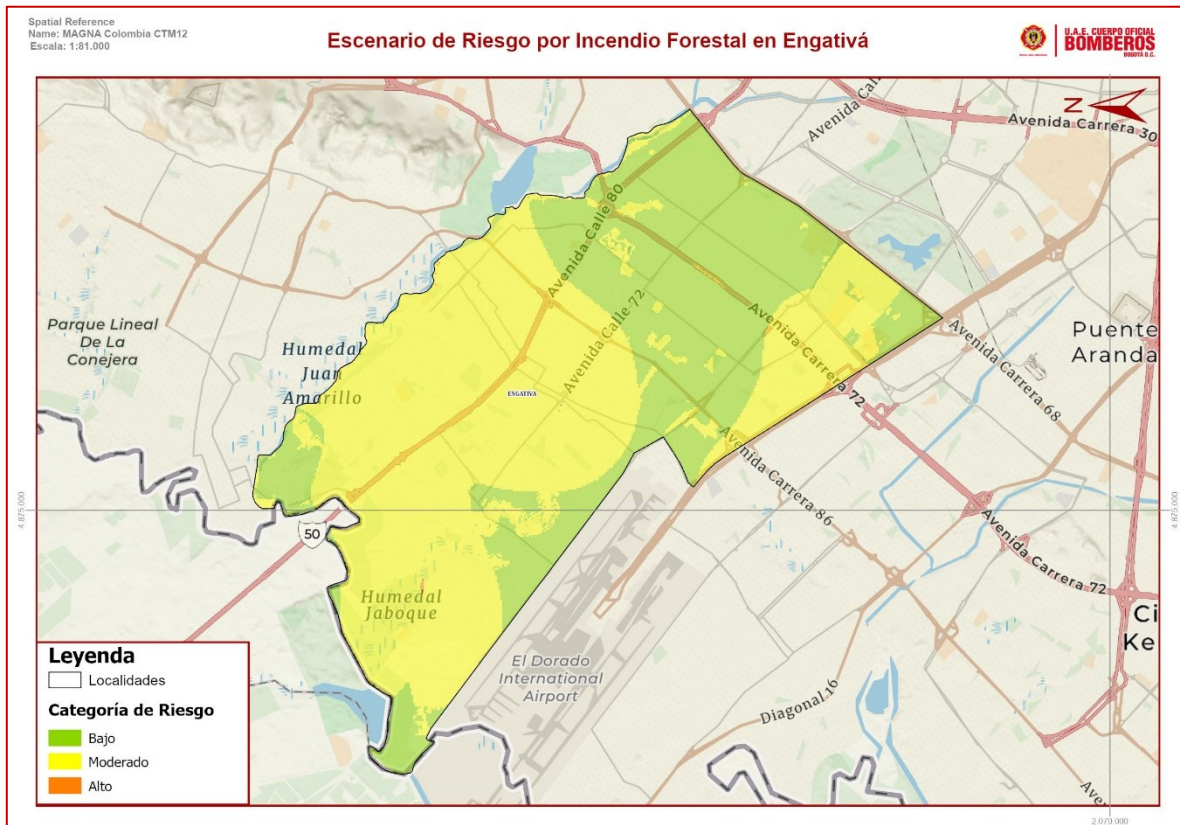 Spatial Reference
Name: MAGNA Colombia CTM12
Escala: 1:81.000
Escenario de Riesgo por Incendio Forestal en Engativá
U.A.E. CUERPO OFICIAL
BOMBEROS
BOGOTÁ D.C.
Z
Avenida Carrera 30
Avenida Cal
Avenida Calle 80
Avenida Calle 72
Avenida Carrera 72
Avenida Carrera 68
Puente
Aranda
Parque Lineal
De La
Conejera
Humedal
Juan
Amarillo
ENGATIVA
Avenida Carrera 86
4.875.000
4.875.000
50
Avenida Carrera 72
Humedal
Jaboque
Ci
Ke
El Dorado
International
Airport
Diagonal 16
Ave
Leyenda
Localidades
Categoría de Riesgo
Bajo
Moderado
Alto
2.070.000